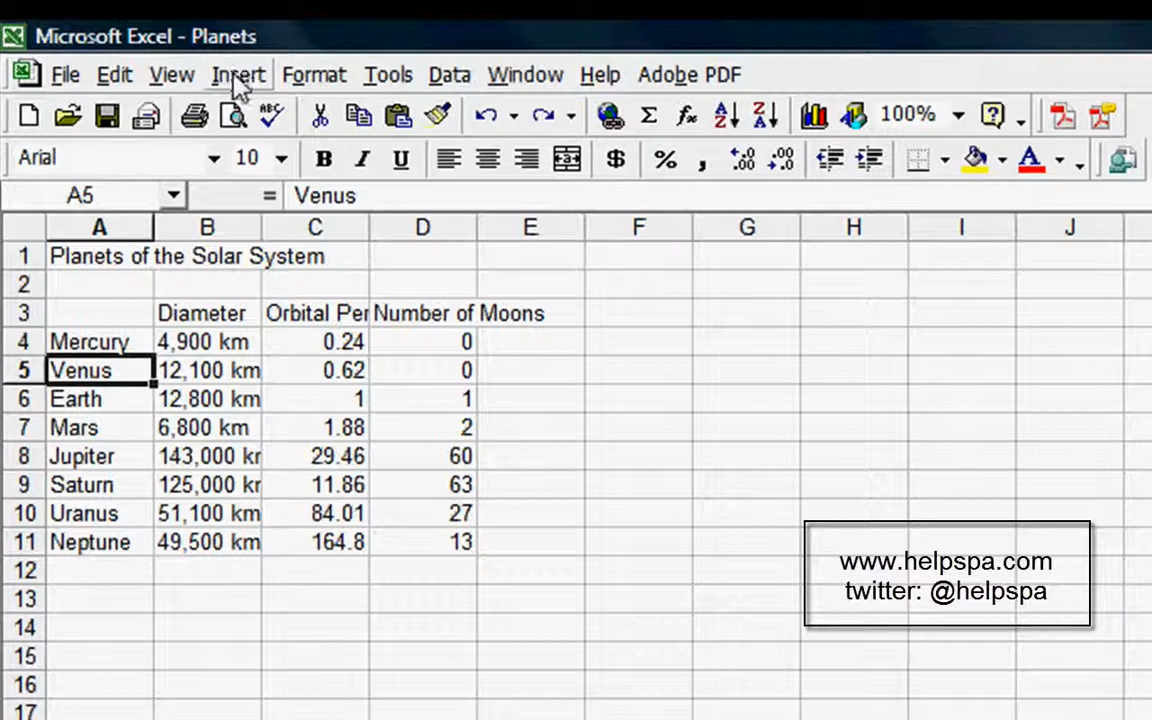 Microsoft Excel - Planets
File Edit View Insert Format Tools Data Window Help Adobe PDF
ABC 100%
Arial 10 B I U $ % , A
A5 = Venus
A B C D E F G H I J
1 Planets of the Solar System
2
3 Diameter Orbital Per Number of Moons
4 Mercury 4,900 km 0.24 0
5 Venus 12,100 km 0.62 0
6 Earth 12,800 km 1 1
7 Mars 6,800 km 1.88 2
8 Jupiter 143,000 kr 29.46 60
9 Saturn 125,000 kr 11.86 63
10 Uranus 51,100 km 84.01 27
11 Neptune 49,500 km 164.8 13
12
13
14
15
16
17
www.helpspa.com
twitter: @helpspa